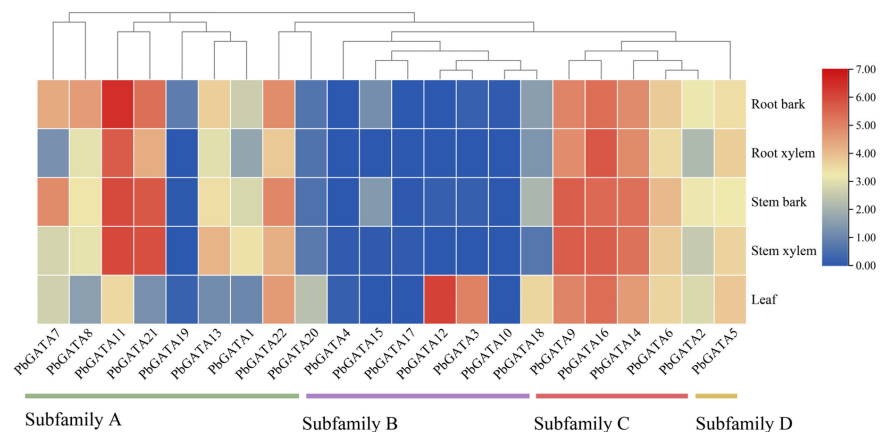 7.00
6.00
5.00
4.00
3.00
2.00
1.00
0.00
Root bark
Root xylem
Stem bark
Stem xylem
Leaf
PbGATA7
PbGATA8
PbGATA11
PbGATA21
PbGATA19
PbGATA13
PbGATA1
PbGATA22
PbGATA20
PbGATA4
PbGATA15
PbGATA17
PbGATA12
PbGATA3
PbGATA10
PbGATA18
PbGATA9
PbGATA16
PbGATA14
PbGATA6
PbGATA2
PbGATA5
Subfamily A
Subfamily B
Subfamily C
Subfamily D